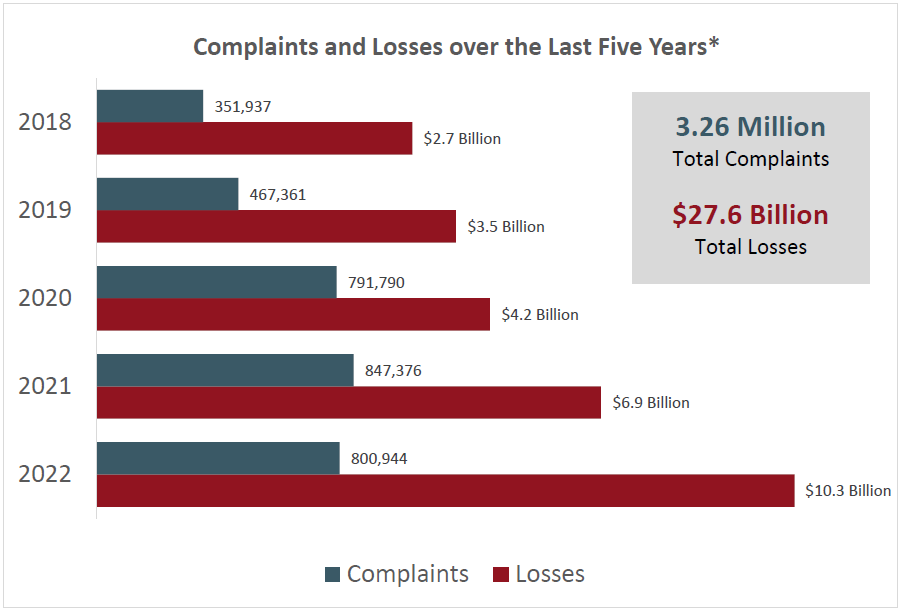 Complaints and Losses over the Last Five Years*
2018
351,937
$2.7 Billion
3.26 Million
Total Complaints
$27.6 Billion
Total Losses
2019
467,361
$3.5 Billion
2020
791,790
$4.2 Billion
2021
847,376
$6.9 Billion
2022
800,944
$10.3 Billion
Complaints Losses